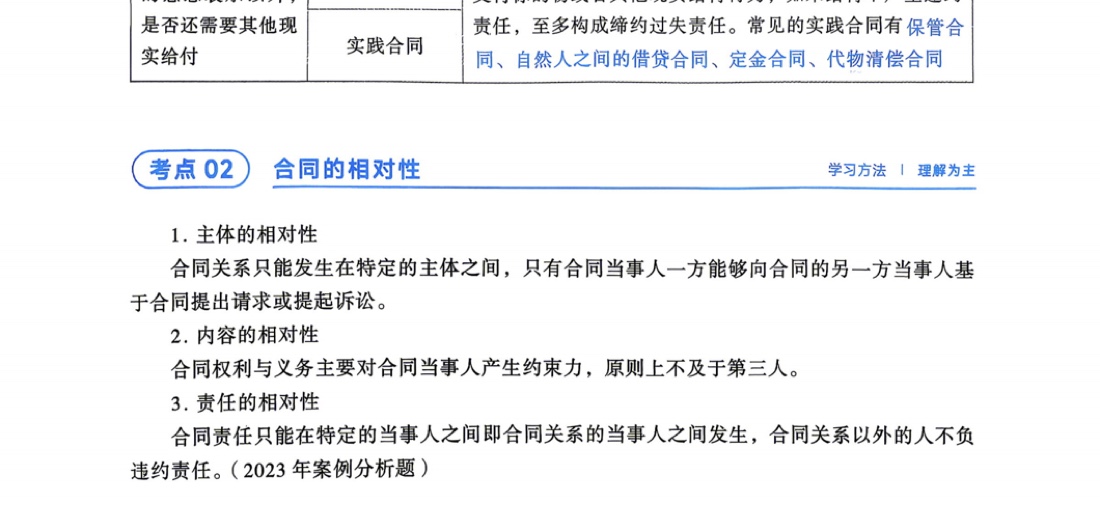 是否还需要其他现
实给付
实践合同
责任，至多构成缔约过失责任。常见的实践合同有保管合
同、自然人之间的借贷合同、定金合同、代物清偿合同
考点 02 合同的相对性
学习方法 | 理解为主
1. 主体的相对性
合同关系只能发生在特定的主体之间，只有合同当事人一方能够向合同的另一方当事人基
于合同提出请求或提起诉讼。
2. 内容的相对性
合同权利与义务主要对合同当事人产生约束力，原则上不及于第三人。
3. 责任的相对性
合同责任只能在特定的当事人之间即合同关系的当事人之间发生，合同关系以外的人不负
违约责任。（2023 年案例分析题）